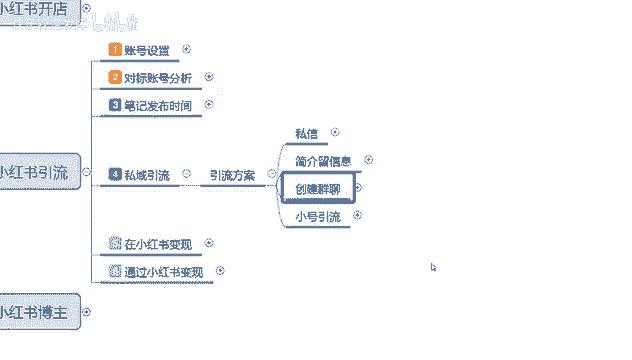 小红书开店
1 账号设置
2 对标账号分析
3 笔记发布时间
小红书引流
4 私域引流
引流方案
私信
简介留信息
创建群聊
小号引流
在小红书变现
通过小红书变现
小红书博主